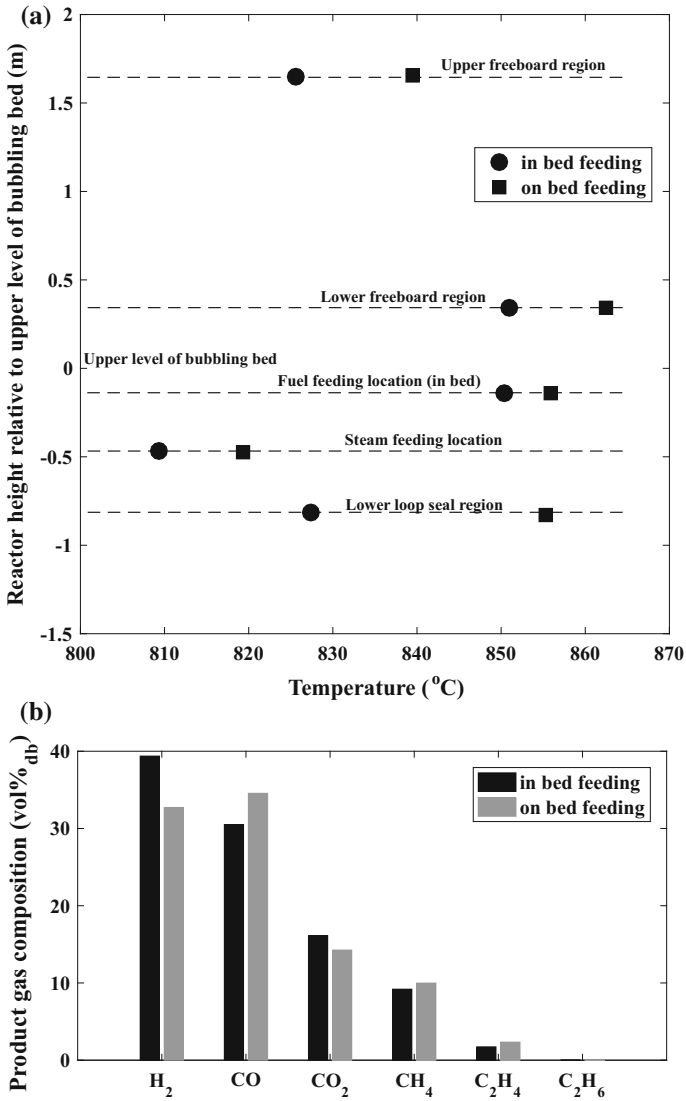 (a)
Reactor height relative to upper level of bubbling bed (m)
2
1.5
1
0.5
0
-0.5
-1
-1.5
Upper freeboard region
in bed feeding
on bed feeding
Lower freeboard region
Upper level of bubbling bed
Fuel feeding location (in bed)
Steam feeding location
Lower loop seal region
800 810 820 830 840 850 860 870
Temperature (°C)
(b)
Product gas composition (vol%db)
40
30
20
10
0
in bed feeding
on bed feeding
H2 CO CO2 CH4 C2H4 C2H6